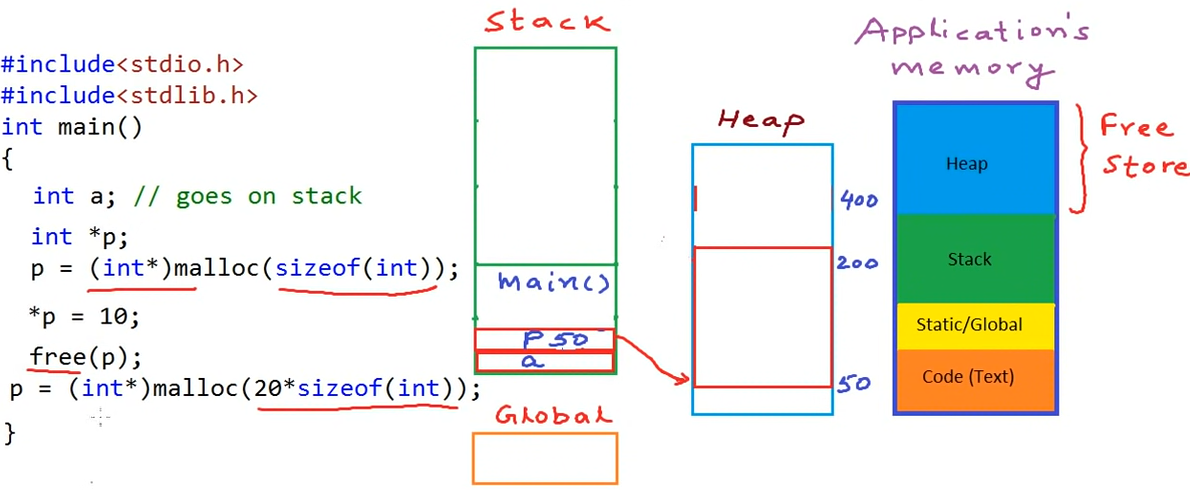 #include<stdio.h>
#include<stdlib.h>
int main()
{
int a; // goes on stack
int *p;
p = (int*)malloc(sizeof(int));
*p = 10;
free(p);
p = (int*)malloc(20*sizeof(int));
}
Stack
main()
P 50
a
Global
Heap
400
200
50
Application's
memory
Heap
Stack
Static/Global
Code (Text)
Free
Store